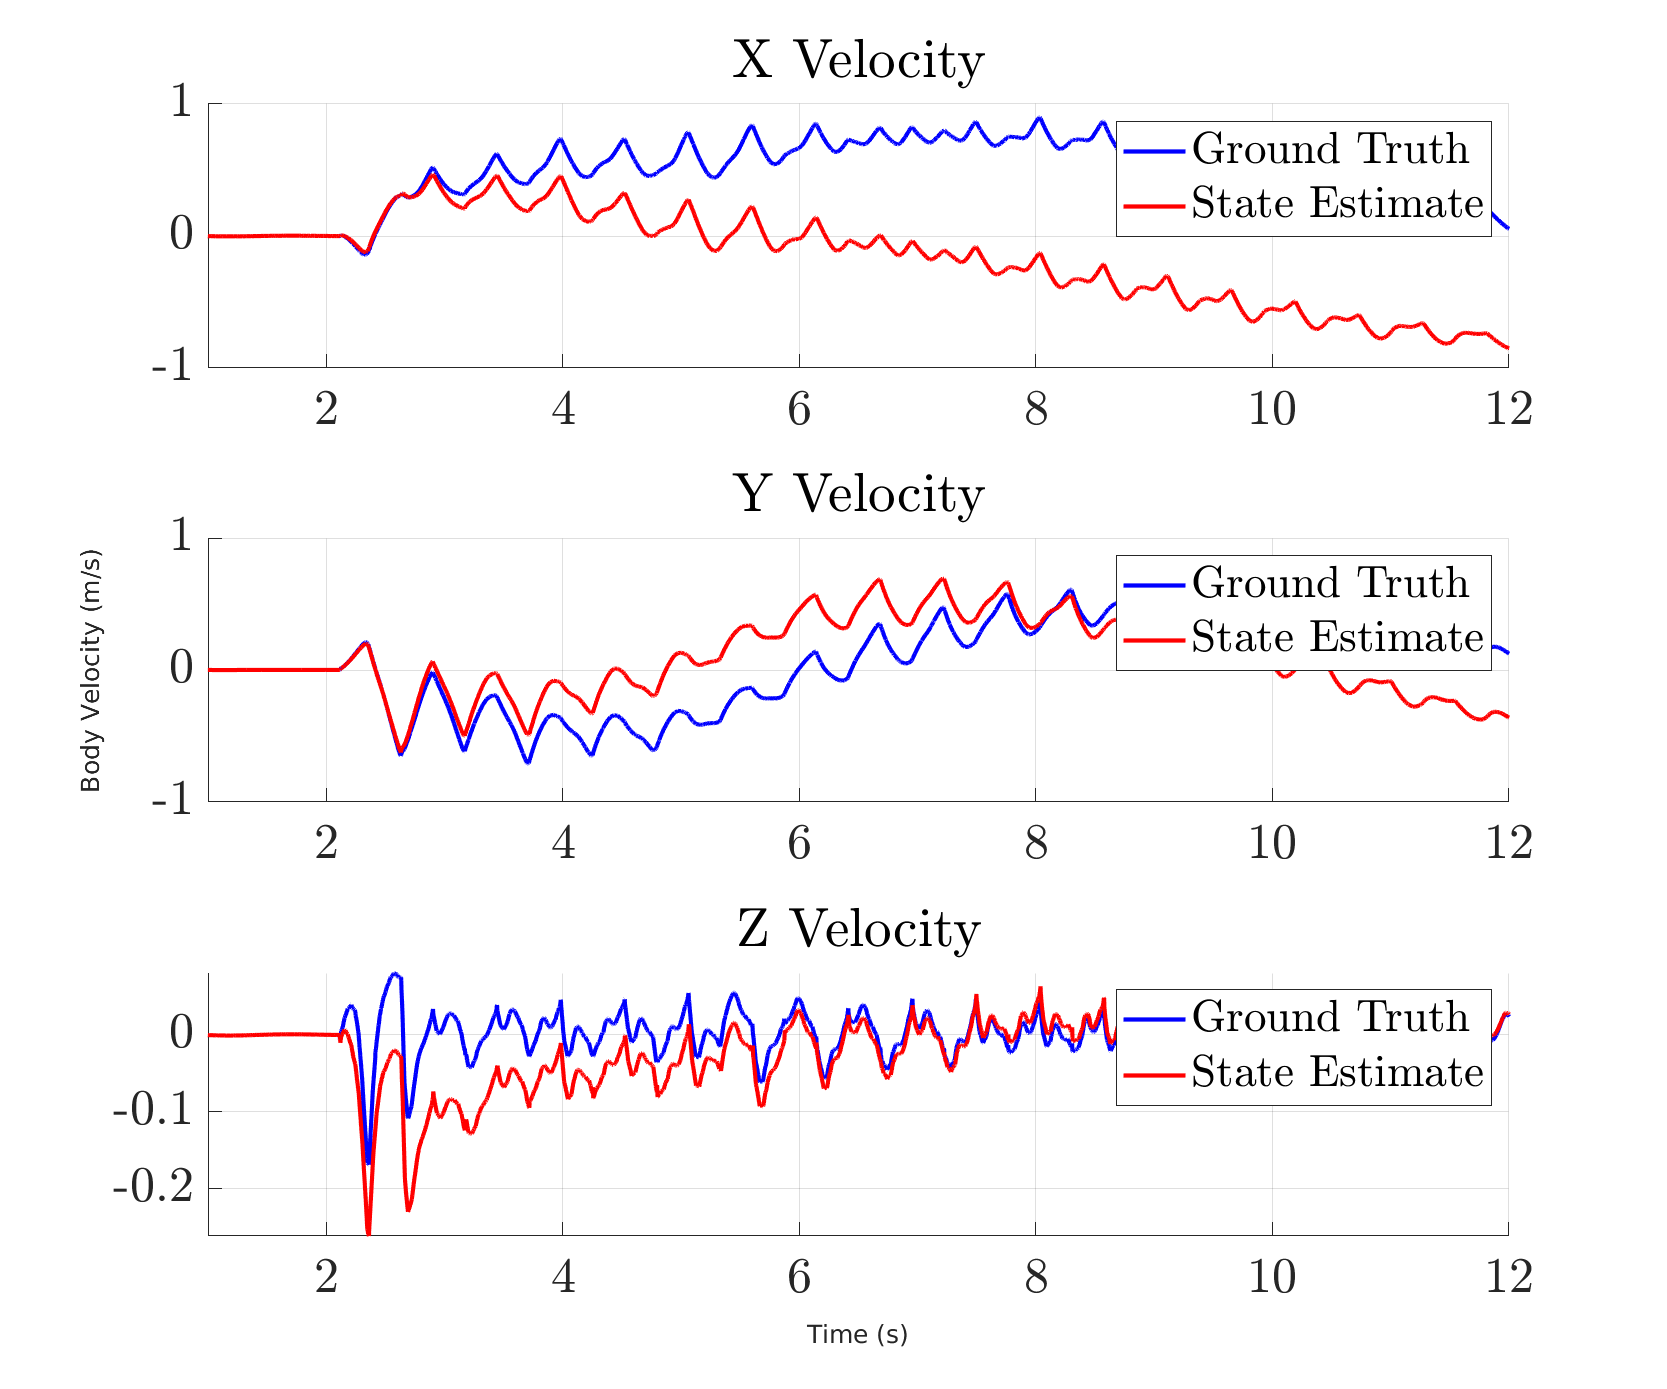 X Velocity
1
0
-1
2 4 6 8 10 12
Ground Truth
State Estimate
Y Velocity
Body Velocity (m/s)
1
0
-1
2 4 6 8 10 12
Ground Truth
State Estimate
Z Velocity
0
-0.1
-0.2
2 4 6 8 10 12
Ground Truth
State Estimate
Time (s)